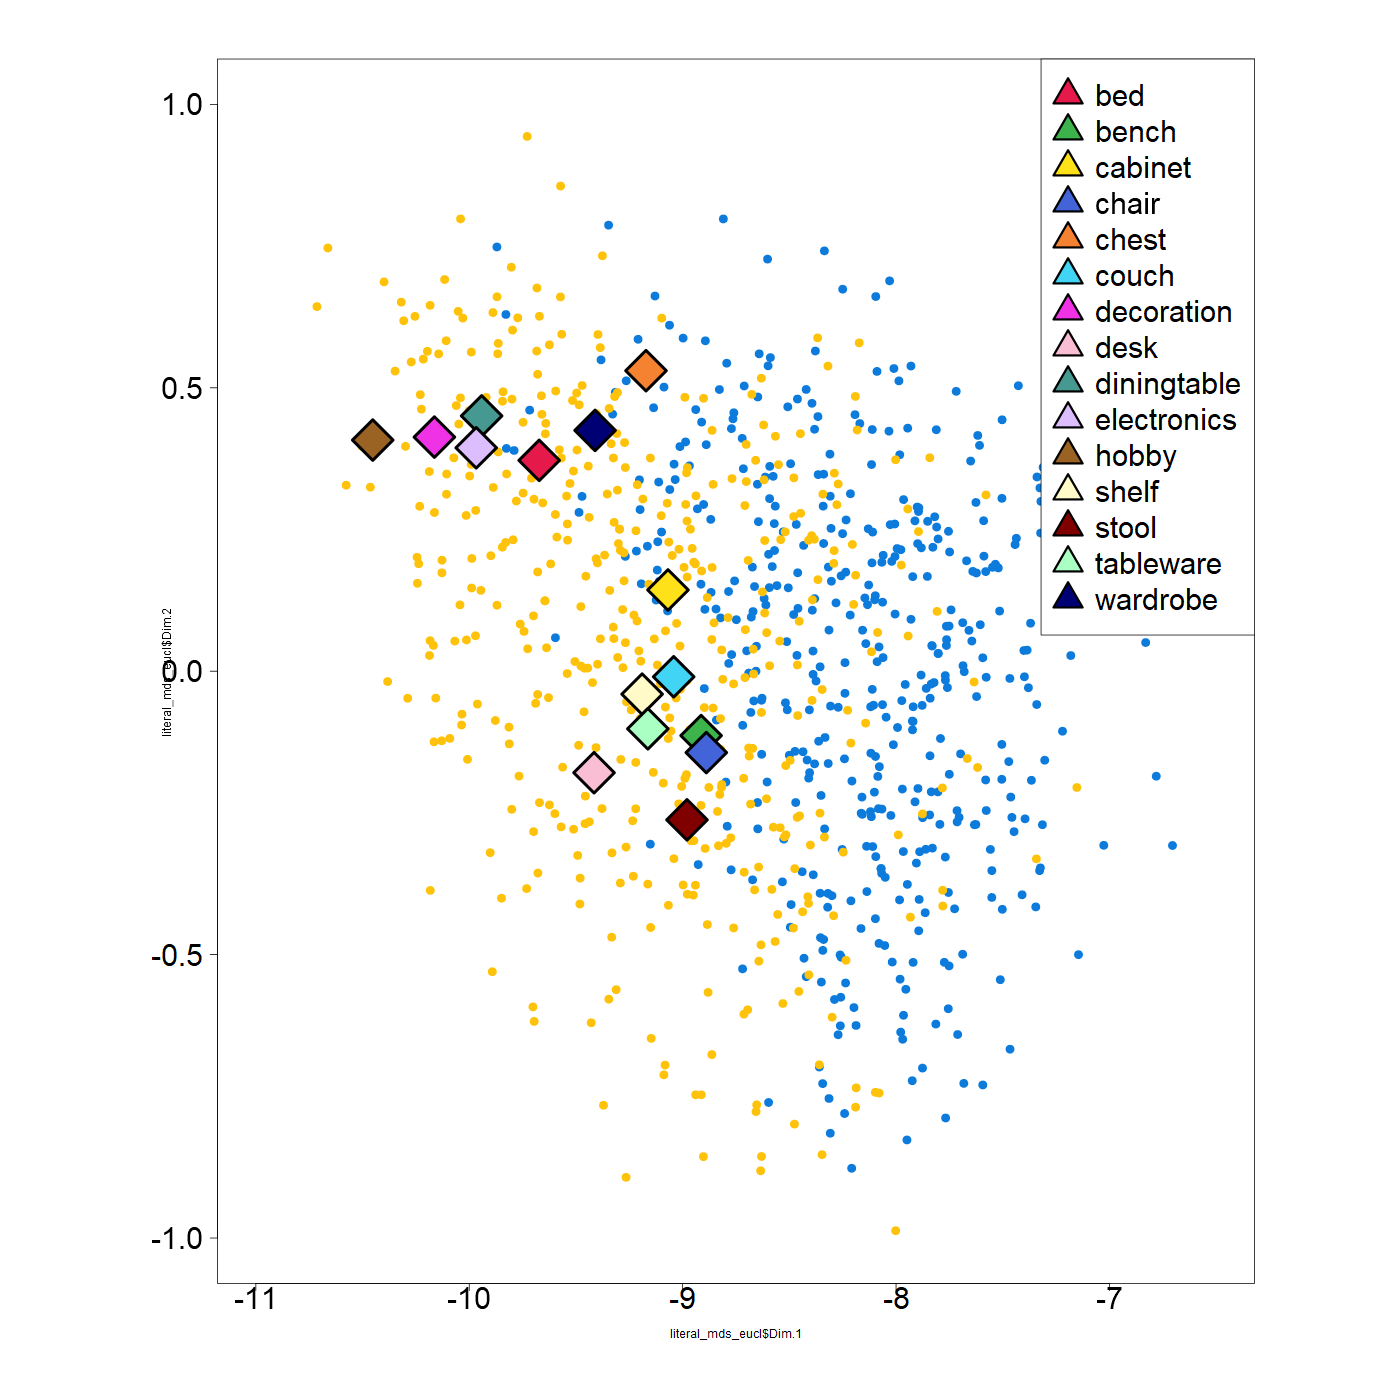 1.0
0.5
0.0
-0.5
-1.0
literal_mds_eucl$Dim.2
bed
bench
cabinet
chair
chest
couch
decoration
desk
diningtable
electronics
hobby
shelf
stool
tableware
wardrobe
-11 -10 -9 -8 -7
literal_mds_eucl$Dim.1